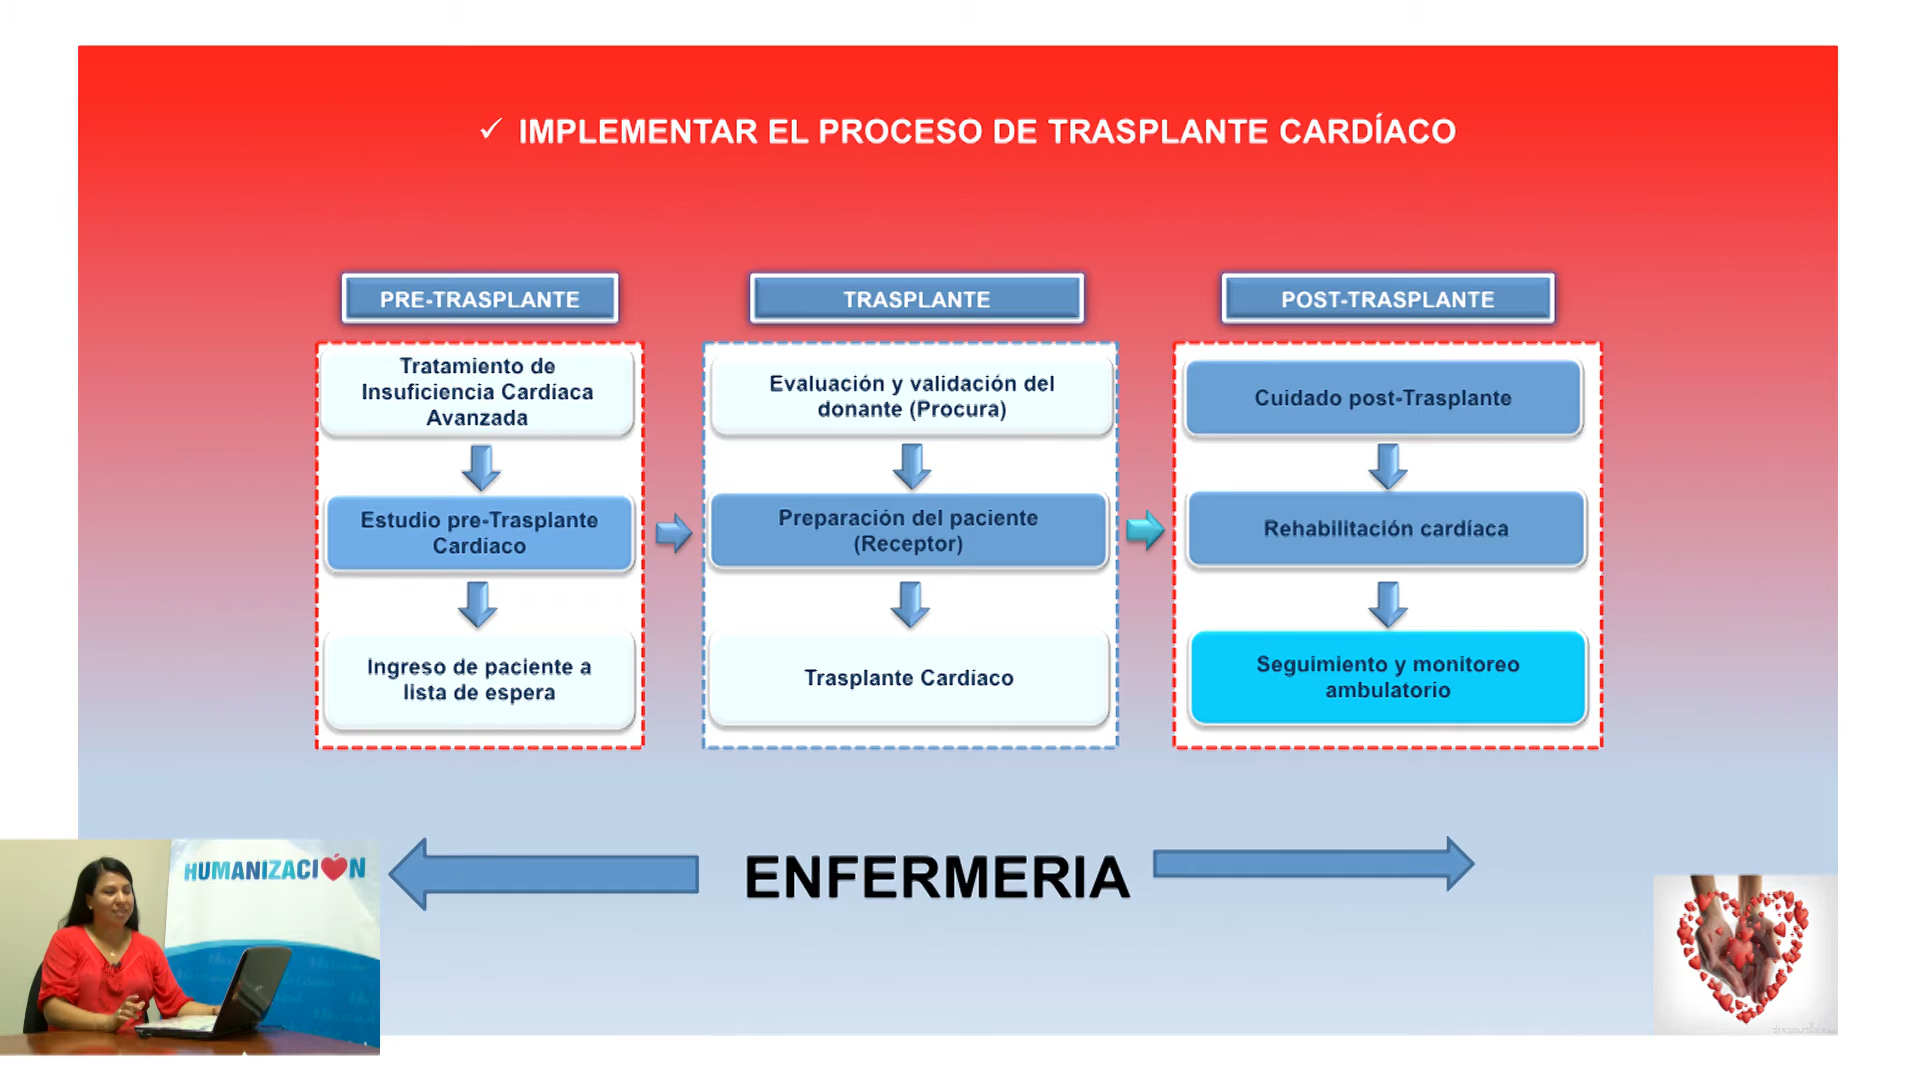 ✓ IMPLEMENTAR EL PROCESO DE TRASPLANTE CARDÍACO
PRE-TRASPLANTE
Tratamiento de
Insuficiencia Cardiaca
Avanzada
Estudio pre-Trasplante
Cardíaco
Ingreso de paciente a
lista de espera
TRASPLANTE
Evaluación y validación del
donante (Procura)
Preparación del paciente
(Receptor)
Trasplante Cardíaco
POST-TRASPLANTE
Cuidado post-Trasplante
Rehabilitación cardíaca
Seguimiento y monitoreo
ambulatorio
ENFERMERIA
HUMANIZACIÓN